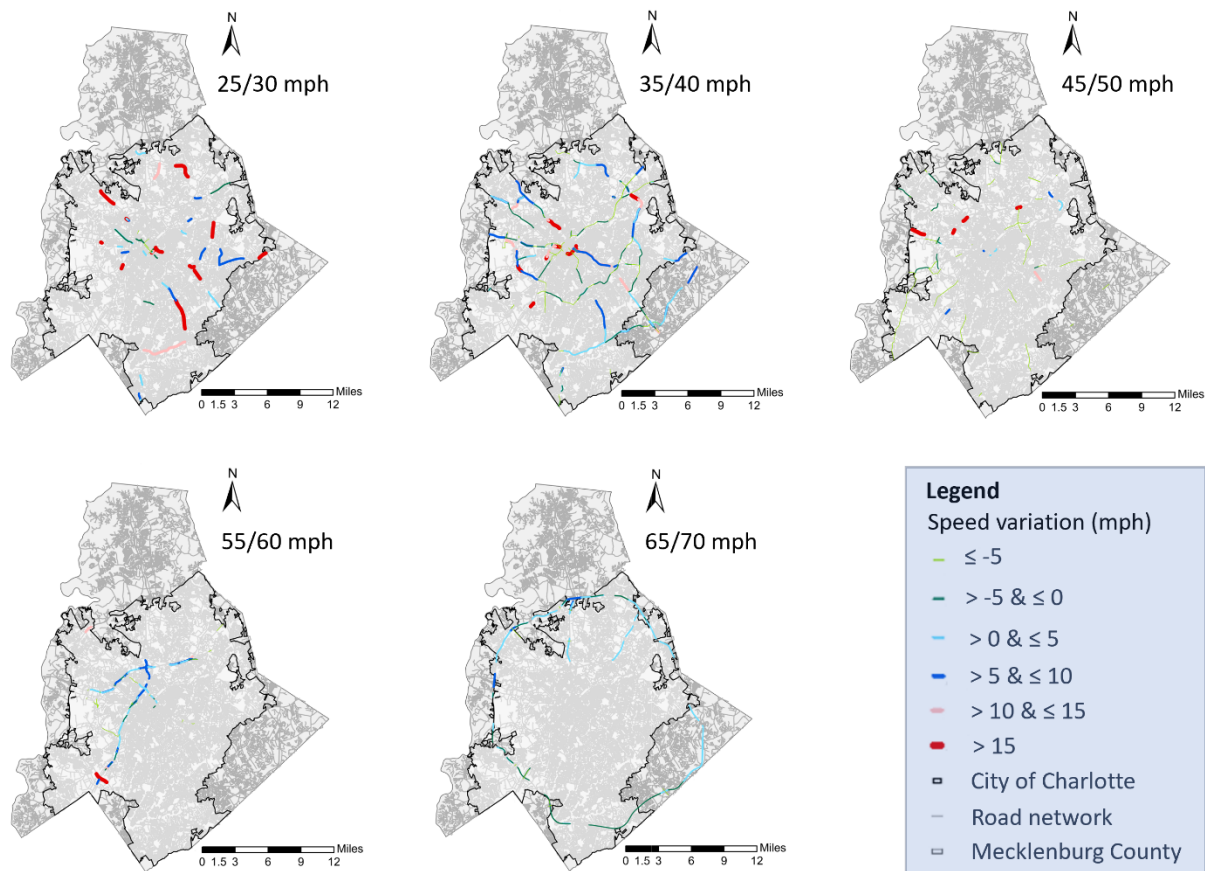 N
25/30 mph
Miles
0 1.5 3 6 9 12
N
35/40 mph
Miles
0 1.5 3 6 9 12
N
45/50 mph
Miles
0 1.5 3 6 9 12
N
55/60 mph
Miles
0 1.5 3 6 9 12
N
65/70 mph
Miles
0 1.5 3 6 9 12
Legend
Speed variation (mph)
≤ -5
> -5 & ≤ 0
> 0 & ≤ 5
> 5 & ≤ 10
> 10 & ≤ 15
> 15
City of Charlotte
Road network
Mecklenburg County